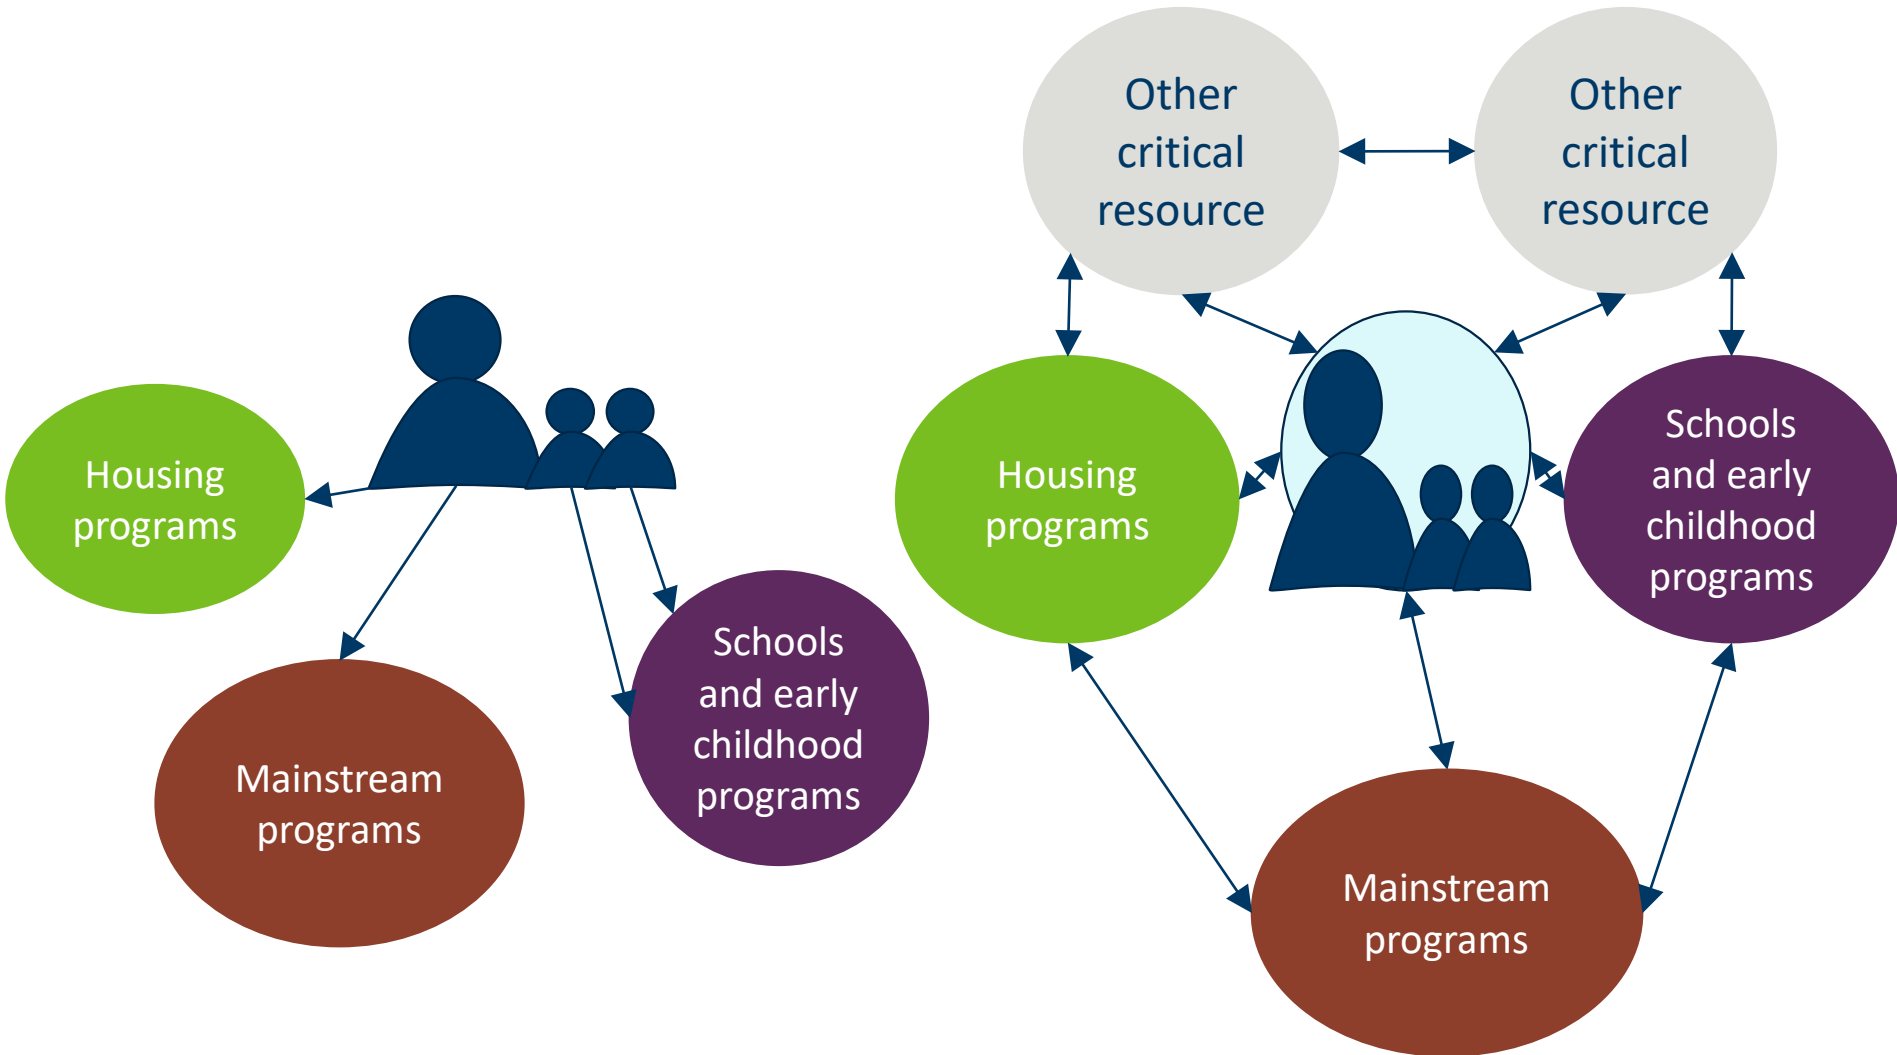 Housing
programs
Mainstream
programs
Schools
and early
childhood
programs
Other
critical
resource
Other
critical
resource
Housing
programs
Schools
and early
childhood
programs
Mainstream
programs